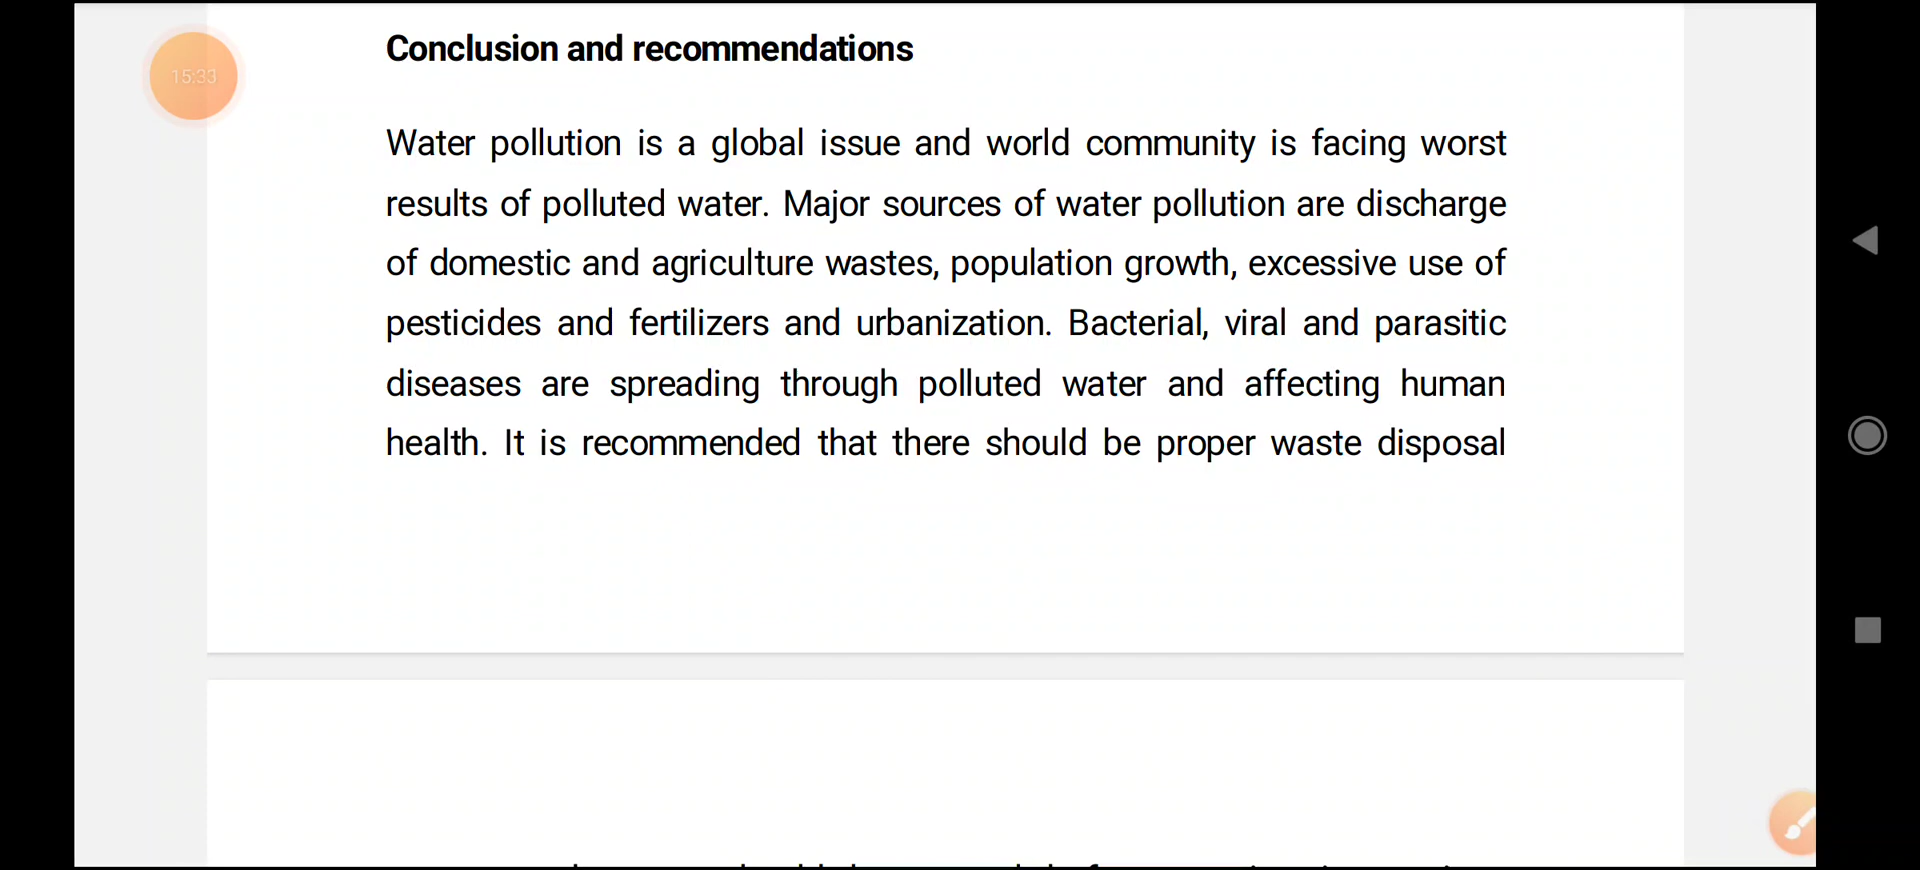 Conclusion and recommendations
15:33
Water pollution is a global issue and world community is facing worst
results of polluted water. Major sources of water pollution are discharge
of domestic and agriculture wastes, population growth, excessive use of
pesticides and fertilizers and urbanization. Bacterial, viral and parasitic
diseases are spreading through polluted water and affecting human
health. It is recommended that there should be proper waste disposal